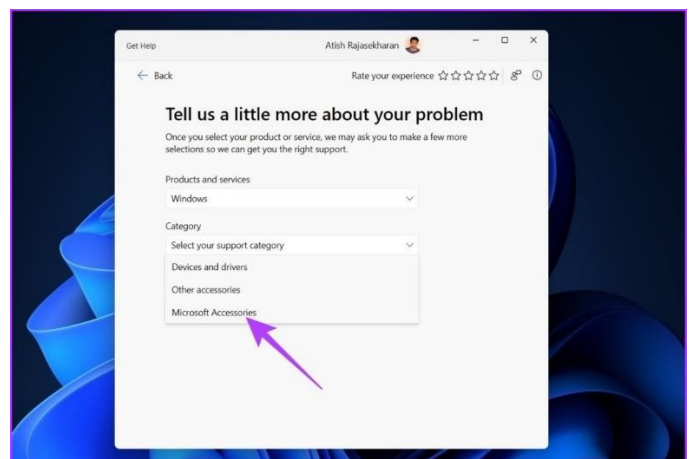 Get Help
Atish Rajasekharan
Back
Rate your experience
Tell us a little more about your problem
Once you select your product or service, we may ask you to make a few more
selections so we can get you the right support.
Products and services
Windows
Category
Select your support category
Devices and drivers
Other accessories
Microsoft Accessories